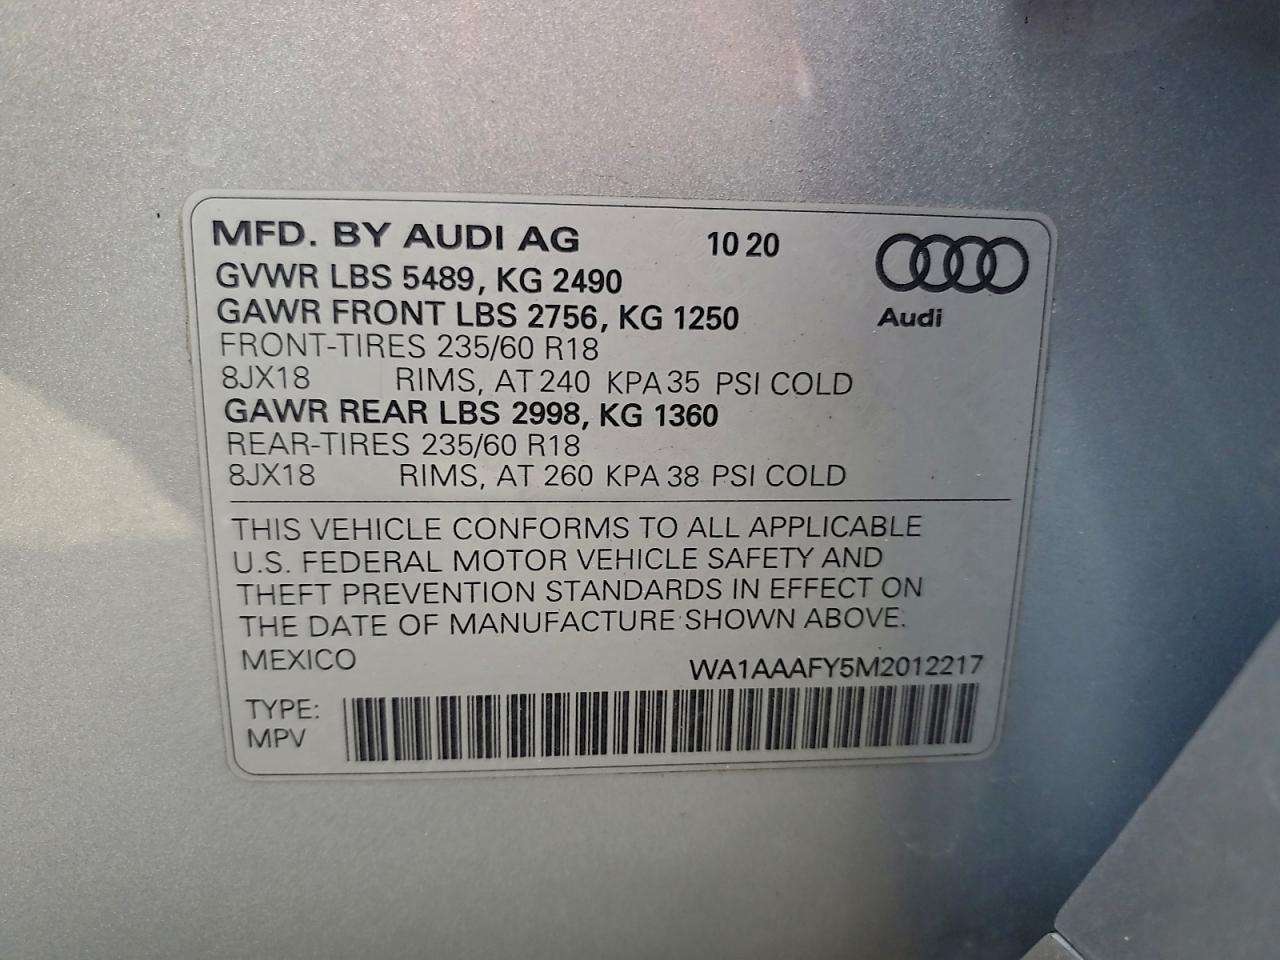 MFD. BY AUDI AG 10 20
GVWR LBS 5489, KG 2490
GAWR FRONT LBS 2756, KG 1250
Audi
FRONT-TIRES 235/60 R18
8JX18 RIMS, AT 240 KPA 35 PSI COLD
GAWR REAR LBS 2998, KG 1360
REAR-TIRES 235/60 R18
8JX18 RIMS, AT 260 KPA 38 PSI COLD
THIS VEHICLE CONFORMS TO ALL APPLICABLE
U.S. FEDERAL MOTOR VEHICLE SAFETY AND
THEFT PREVENTION STANDARDS IN EFFECT ON
THE DATE OF MANUFACTURE SHOWN ABOVE.
MEXICO WA1AAAFY5M2012217
TYPE:
MPV